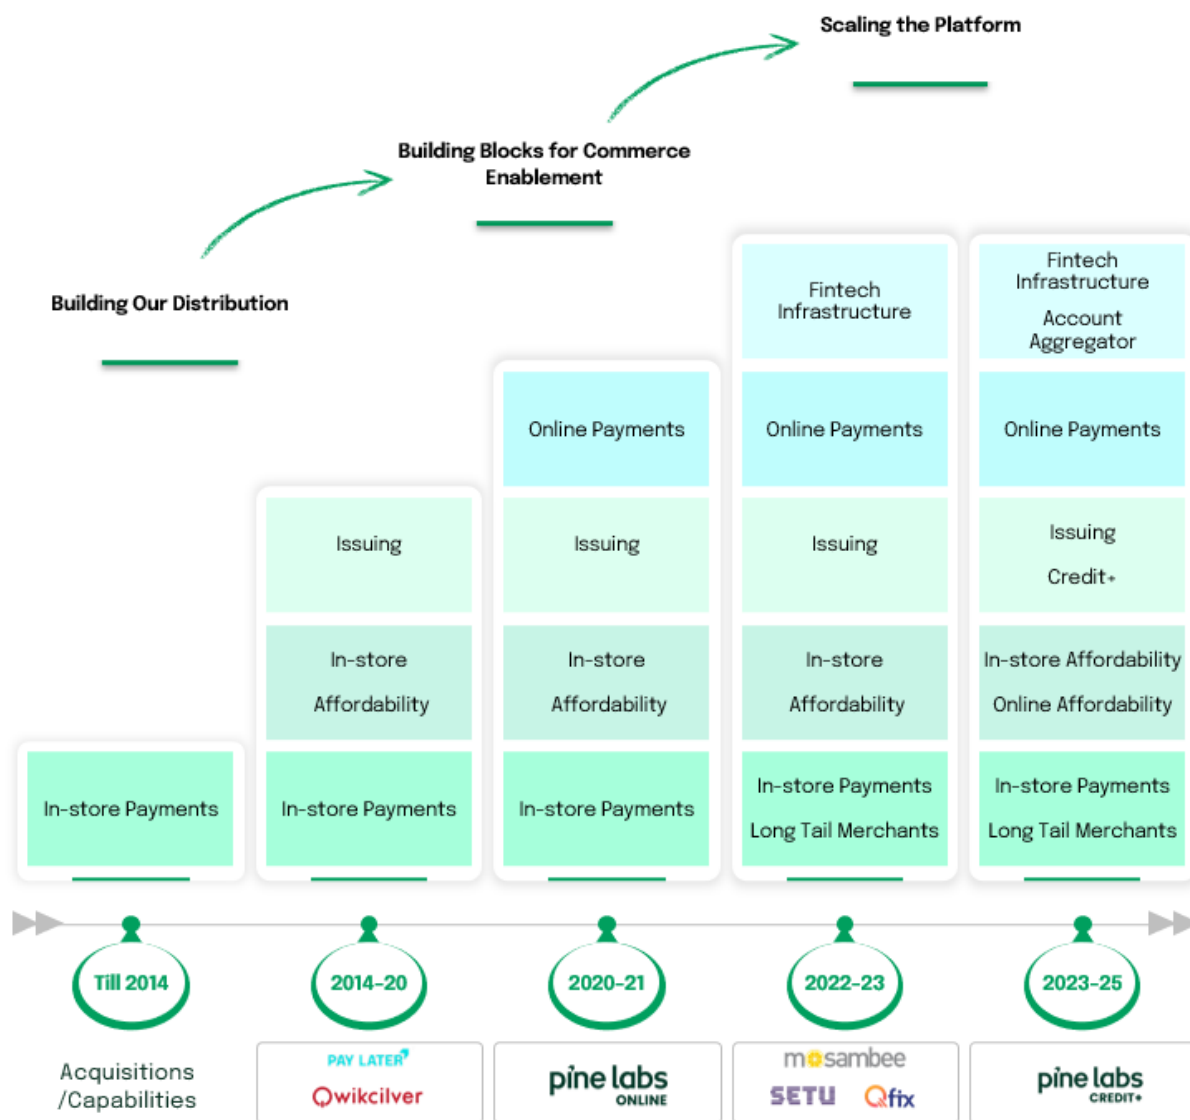 Scaling the Platform
Building Blocks for Commerce
Enablement
Building Our Distribution
In-store Payments
Issuing
In-store
Affordability
In-store Payments
Online Payments
Issuing
In-store
Affordability
In-store Payments
Fintech
Infrastructure
Online Payments
Issuing
In-store
Affordability
In-store Payments
Long Tail Merchants
Fintech
Infrastructure
Account
Aggregator
Online Payments
Issuing
Credit+
In-store Affordability
Online Affordability
In-store Payments
Long Tail Merchants
Till 2014
2014-20
2020-21
2022-23
2023-25
Acquisitions
/Capabilities
PAY LATER
Qwikcilver
pine labs
ONLINE
mosambee
SETU
Qfix
pine labs
CREDIT+